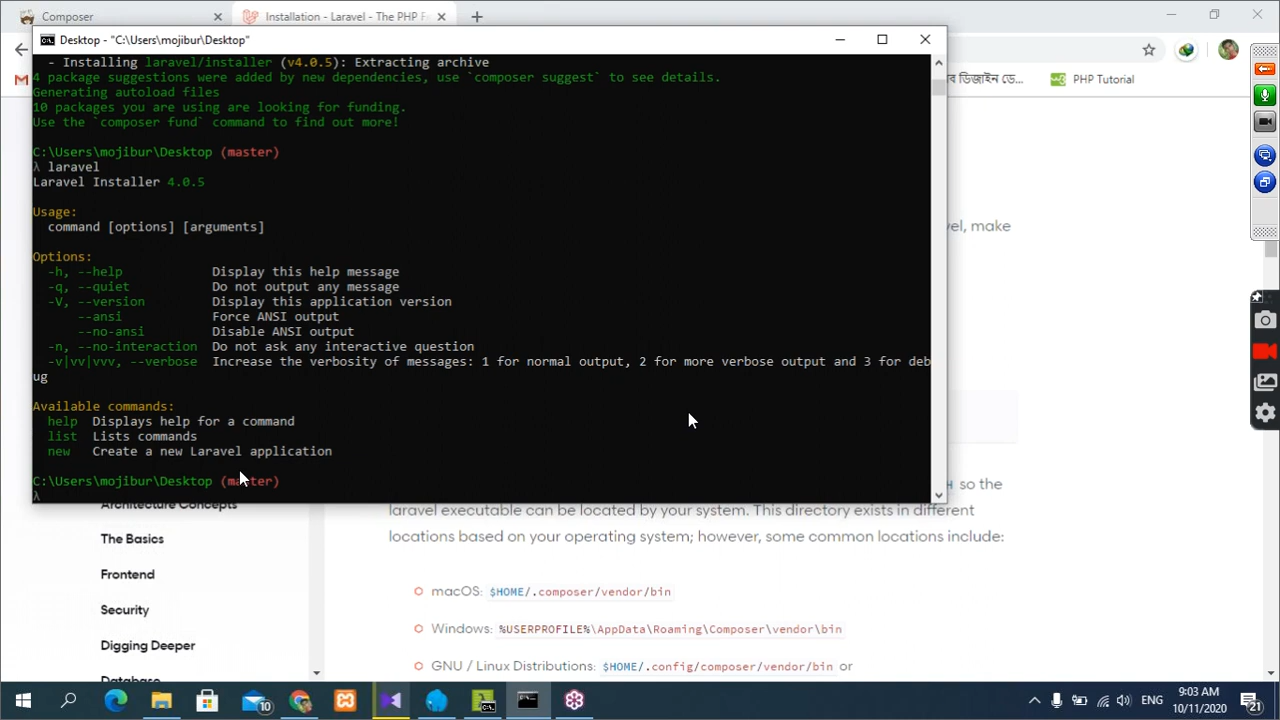 Composer
Installation - Laravel - The PHP F
Desktop - "C:\Users\mojibur\Desktop"
- Installing laravel/installer (v4.0.5): Extracting archive
4 package suggestions were added by new dependencies, use `composer suggest` to see details.
Generating autoload files
10 packages you are using are looking for funding.
Use the `composer fund` command to find out more!
C:\Users\mojibur\Desktop (master)
λ laravel
Laravel Installer 4.0.5
Usage:
command [options] [arguments]
Options:
-h, --help Display this help message
-q, --quiet Do not output any message
-V, --version Display this application version
--ansi Force ANSI output
--no-ansi Disable ANSI output
-n, --no-interaction Do not ask any interactive question
-v|vv|vvv, --verbose Increase the verbosity of messages: 1 for normal output, 2 for more verbose output and 3 for deb
ug
Available commands:
help Displays help for a command
list Lists commands
new Create a new Laravel application
C:\Users\mojibur\Desktop (master)
λ
ব ডিজাইন ডে...
PHP Tutorial
vel, make
H so the
laravel executable can be located by your system. This directory exists in different
locations based on your operating system; however, some common locations include:
macOS: $HOME/.composer/vendor/bin
Windows: %USERPROFILE%\AppData\Roaming\Composer\vendor\bin
GNU / Linux Distributions: $HOME/.config/composer/vendor/bin or
Architecture Concepts
The Basics
Frontend
Security
Digging Deeper
Database
10
ENG
9:03 AM
10/11/2020
21